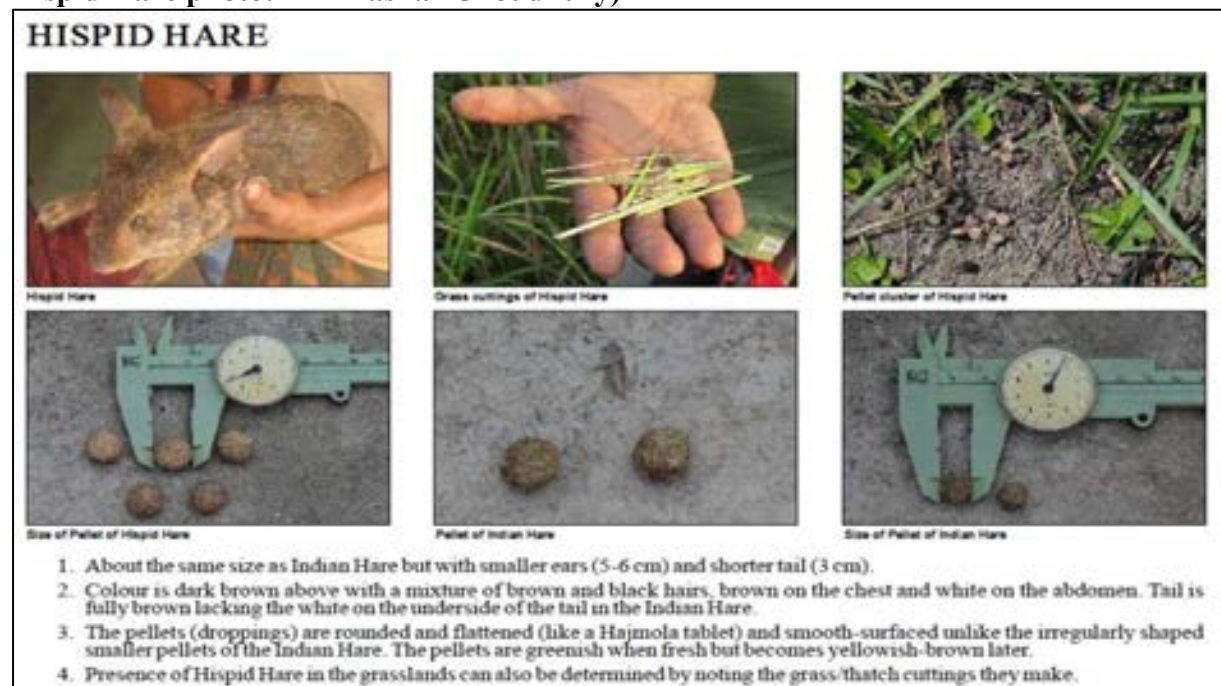 HISPID HARE
Hispid Hare
Grass cuttings of Hispid Hare
Pellet cluster of Hispid Hare
Size of Pellet of Hispid Hare
Pellet of Indian Hare
Size of Pellet of Indian Hare
1. About the same size as Indian Hare but with smaller ears (5-6 cm) and shorter tail (3 cm).
2. Colour is dark brown above with a mixture of brown and black hairs, brown on the chest and white on the abdomen. Tail is
fully brown lacking the white on the underside of the tail in the Indian Hare.
3. The pellets (droppings) are rounded and flattened (like a Hajmola tablet) and smooth-surfaced unlike the irregularly shaped
smaller pellets of the Indian Hare. The pellets are greenish when fresh but becomes yellowish-brown later.
4. Presence of Hispid Hare in the grasslands can also be determined by noting the grass/thatch cuttings they make.